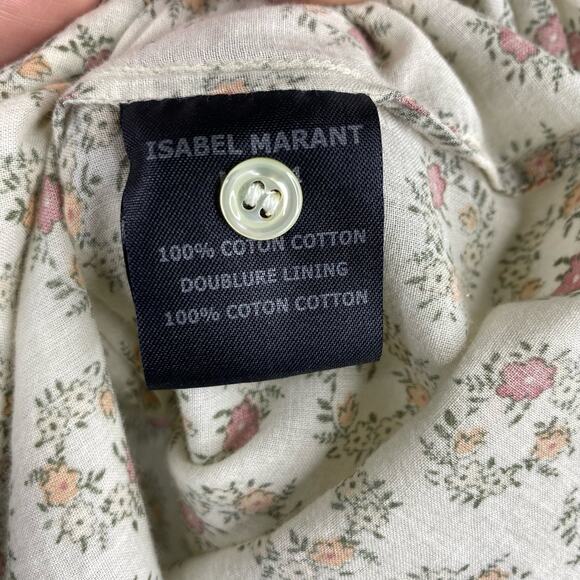 ISABEL MARANT
100% COTON COTTON
DOUBLURE LINING
100% COTON COTTON